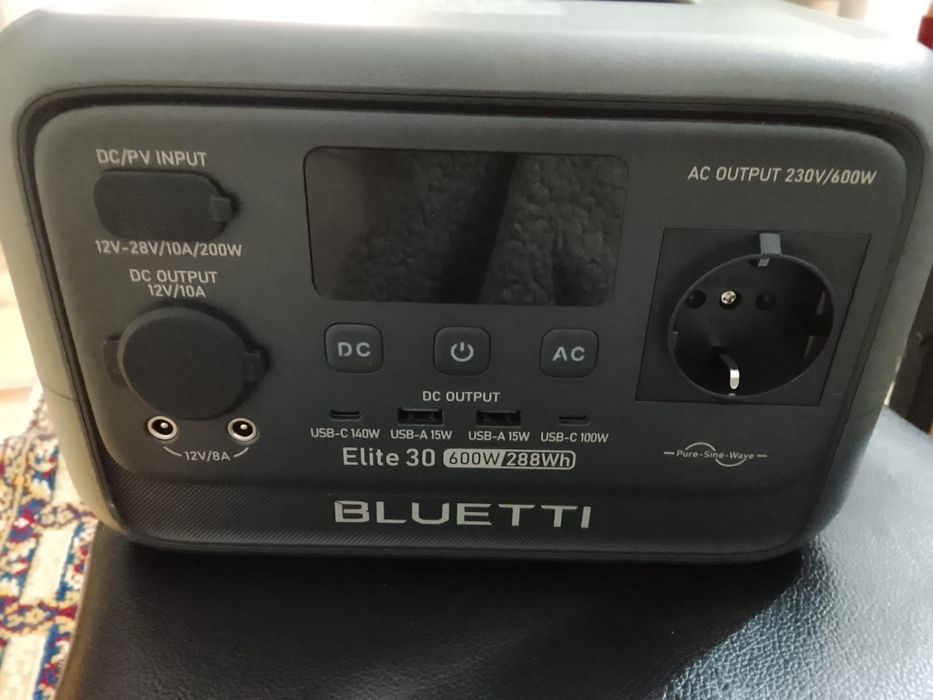 DC/PV INPUT
12V-28V/10A/200W
DC OUTPUT
12V/10A
12V/8A
DC
AC
DC OUTPUT
USB-C 140W USB-A 15W USB-A 15W USB-C 100W
Elite 30 600W/288Wh
BLUETTI
AC OUTPUT 230V/600W
Pure-Sine-Wave